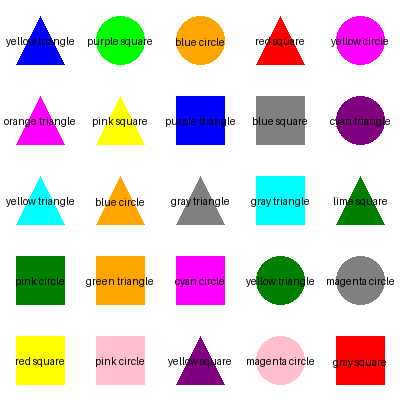 yellow triangle purple square blue circle red square yellow circle
orange triangle pink square purple triangle blue square cyan triangle
yellow triangle blue circle gray triangle gray triangle lime square
pink circle green triangle cyan circle yellow triangle magenta circle
red square pink circle yellow square magenta circle gray square